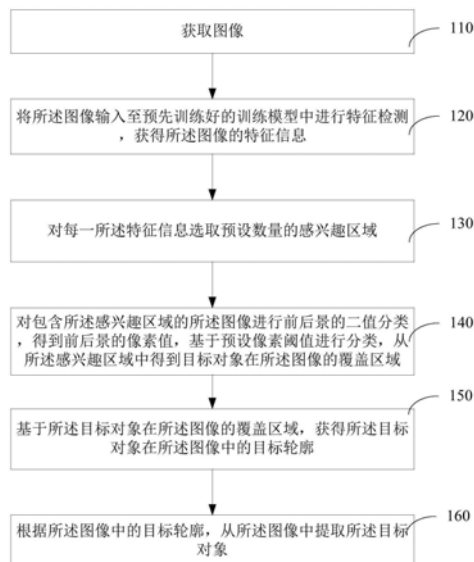 获取图像
110
将所述图像输入至预先训练好的训练模型中进行特征检测
，获得所述图像的特征信息
120
对每一所述特征信息选取预设数量的感兴趣区域
130
对包含所述感兴趣区域的所述图像进行前后景的二值分类
，得到前后景的像素值，基于预设像素阈值进行分类，从
所述感兴趣区域中得到目标对象在所述图像的覆盖区域
140
150
基于所述目标对象在所述图像的覆盖区域，获得所述目标
对象在所述图像中的目标轮廓
根据所述图像中的目标轮廓，从所述图像中提取所述目标
对象
160